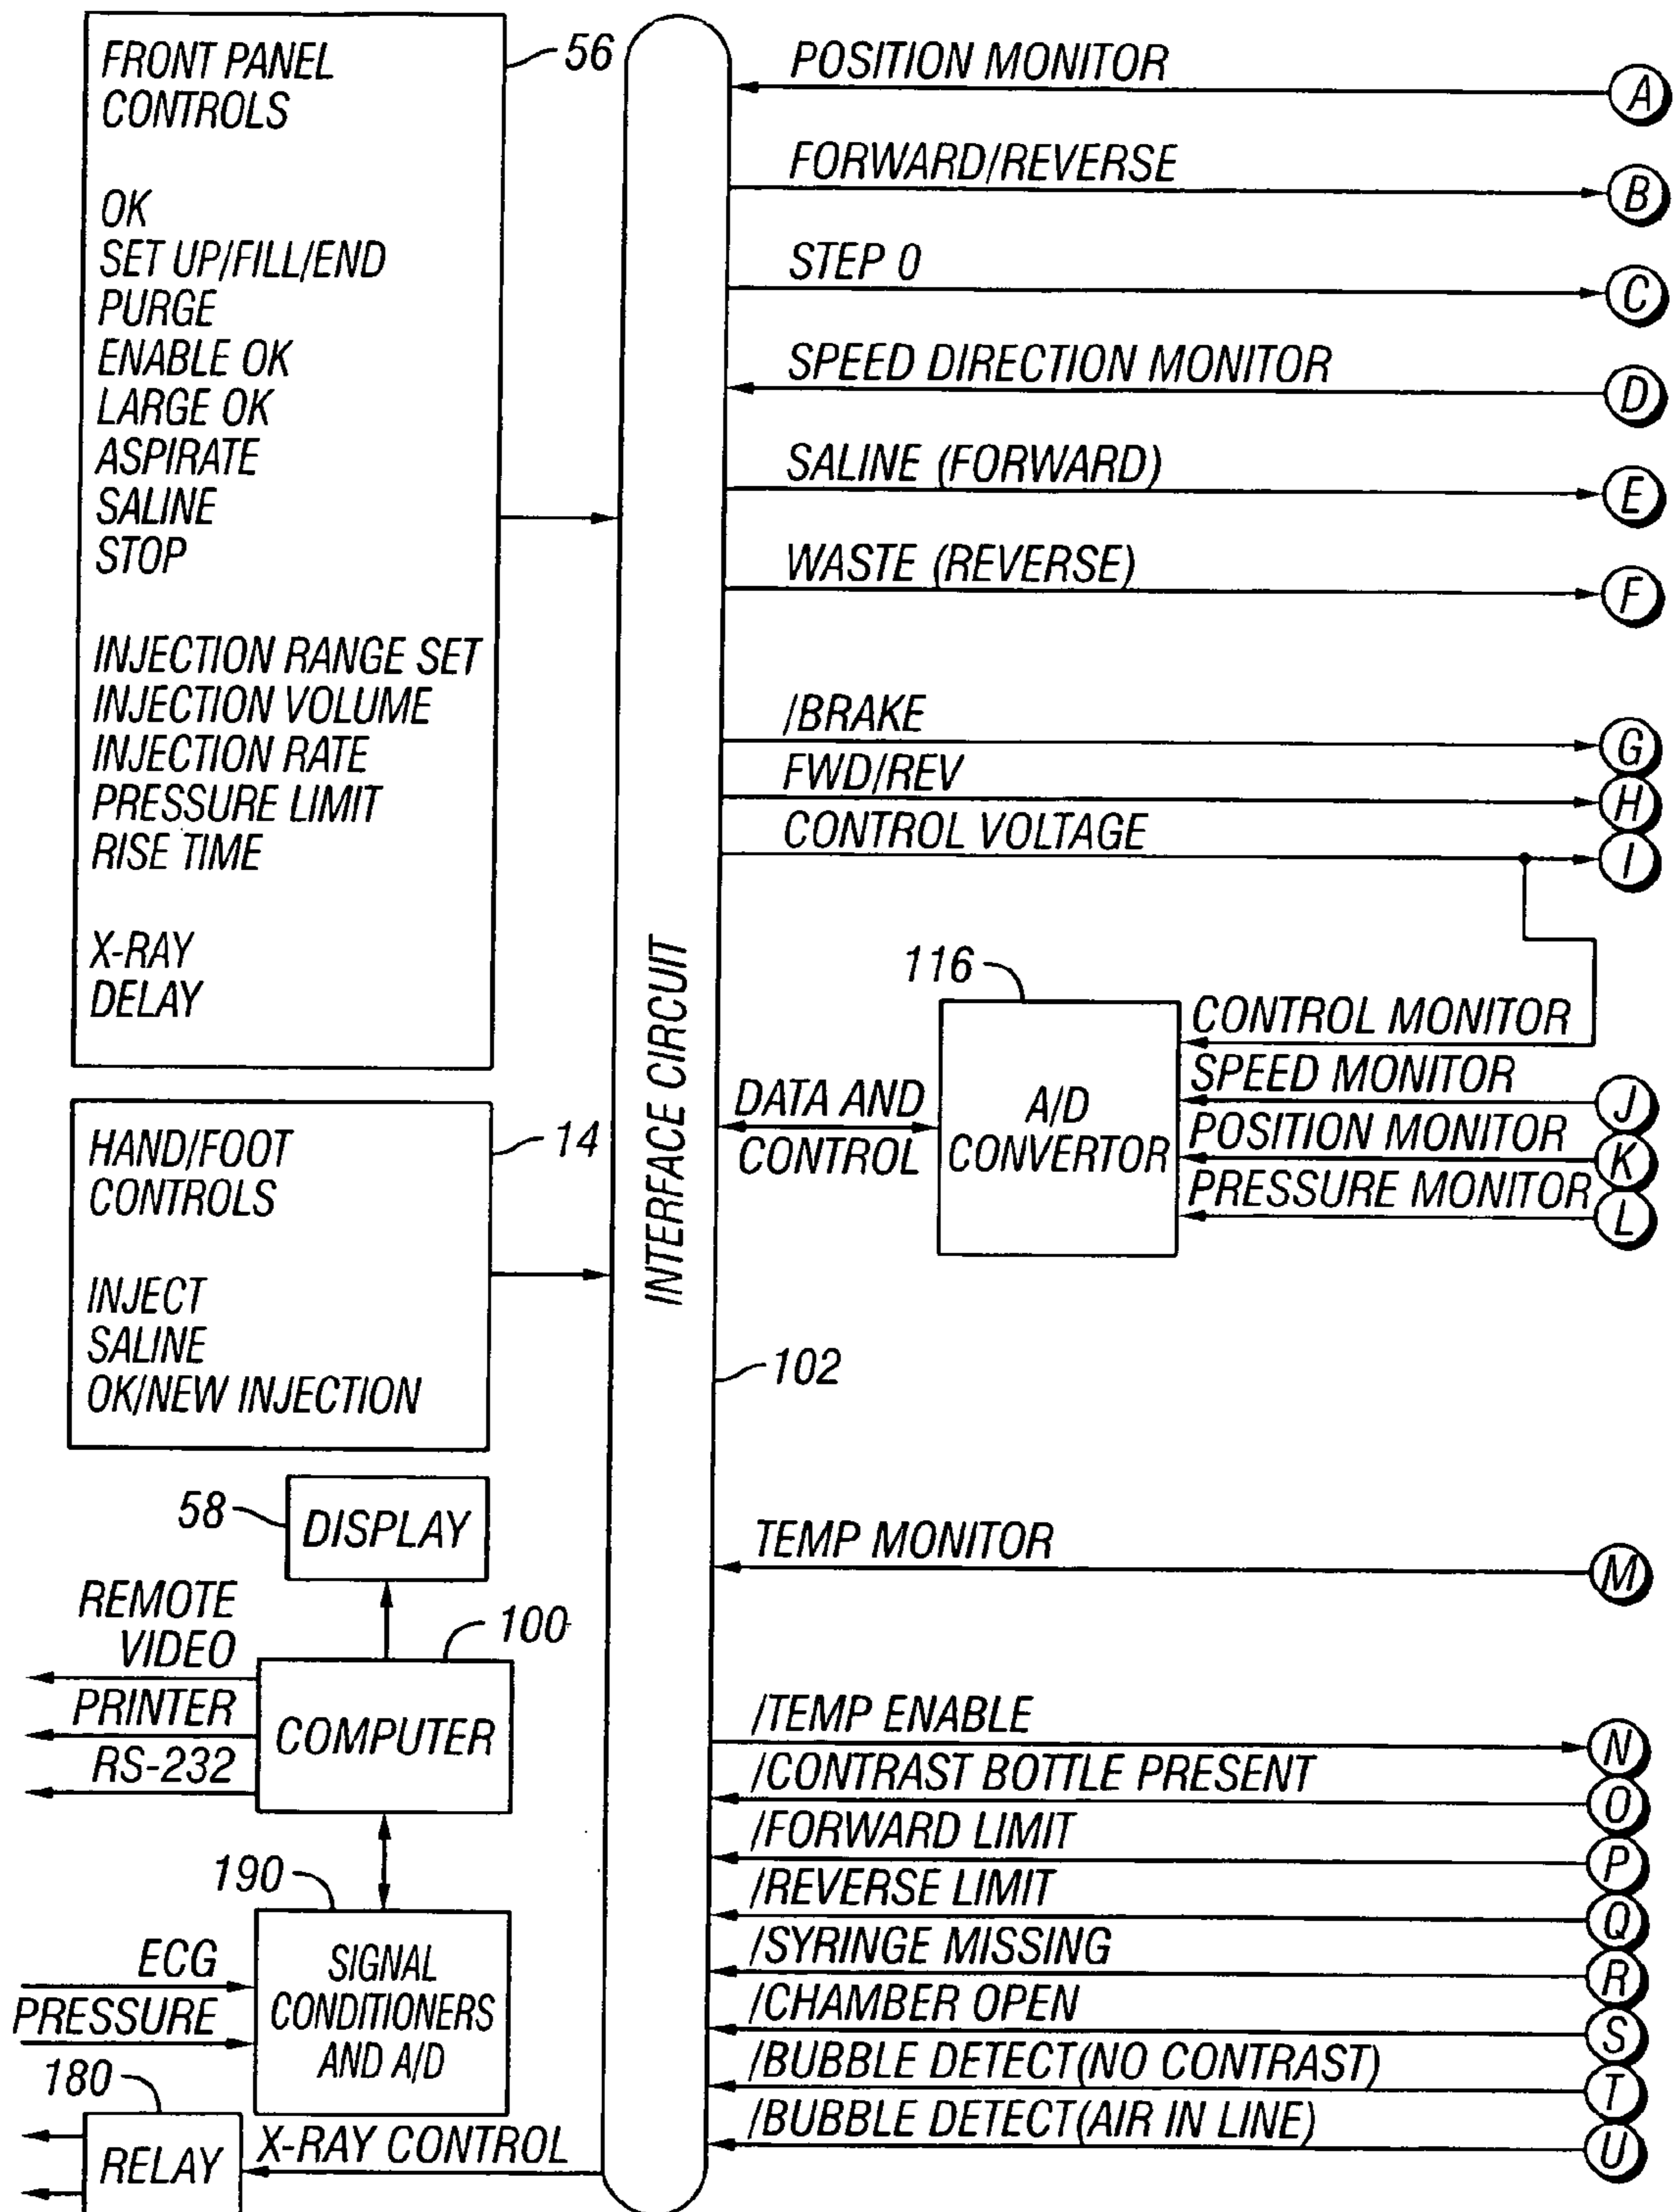 FRONT PANEL
CONTROLS
OK
SET UP/FILL/END
PURGE
ENABLE OK
LARGE OK
ASPIRATE
SALINE
STOP
INJECTION RANGE SET
INJECTION VOLUME
INJECTION RATE
PRESSURE LIMIT
RISE TIME
X-RAY
DELAY
56
HAND/FOOT
CONTROLS
INJECT
SALINE
OK/NEW INJECTION
14
58
DISPLAY
REMOTE
VIDEO
PRINTER
RS-232
100
COMPUTER
190
ECG
PRESSURE
SIGNAL
CONDITIONERS
AND A/D
180
RELAY
X-RAY CONTROL
INTERFACE CIRCUIT
102
POSITION MONITOR
A
FORWARD/REVERSE
B
STEP 0
C
SPEED DIRECTION MONITOR
D
SALINE (FORWARD)
E
WASTE (REVERSE)
F
/BRAKE
G
FWD/REV
H
CONTROL VOLTAGE
I
116
DATA AND
CONTROL
A/D
CONVERTOR
CONTROL MONITOR
SPEED MONITOR
J
POSITION MONITOR
K
PRESSURE MONITOR
L
TEMP MONITOR
M
/TEMP ENABLE
N
/CONTRAST BOTTLE PRESENT
O
/FORWARD LIMIT
P
/REVERSE LIMIT
Q
/SYRINGE MISSING
R
/CHAMBER OPEN
S
/BUBBLE DETECT(NO CONTRAST)
T
/BUBBLE DETECT(AIR IN LINE)
U